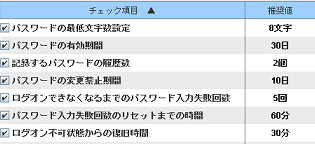 チェック項目 ▲ 推奨値
パスワードの最低文字数設定 8文字
パスワードの有効期間 30日
記録するパスワードの履歴数 2個
パスワードの変更禁止期間 10日
ログオンできなくなるまでのパスワード入力失敗回数 5回
パスワード入力失敗回数のリセットまでの時間 60分
ログオン不可状態からの復旧時間 30分